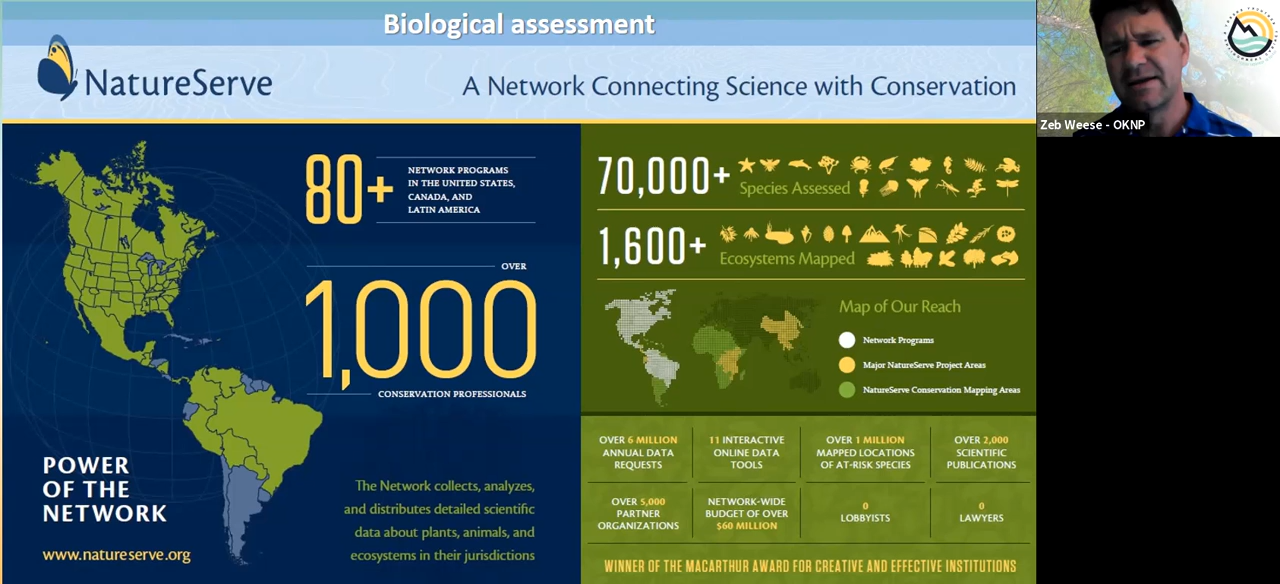 Biological assessment
NatureServe
A Network Connecting Science with Conservation
Zeb Weese - OKNP
80+
NETWORK PROGRAMS
IN THE UNITED STATES,
CANADA, AND
LATIN AMERICA
OVER
1,000
CONSERVATION PROFESSIONALS
POWER
OF THE
NETWORK
www.natureserve.org
The Network collects, analyzes,
and distributes detailed scientific
data about plants, animals, and
ecosystems in their jurisdictions
70,000+
Species Assessed
1,600+
Ecosystems Mapped
Map of Our Reach
Network Programs
Major NatureServe Project Areas
NatureServe Conservation Mapping Areas
OVER 6 MILLION
ANNUAL DATA
REQUESTS
11 INTERACTIVE
ONLINE DATA
TOOLS
OVER 1 MILLION
MAPPED LOCATIONS
OF AT-RISK SPECIES
OVER 2,000
SCIENTIFIC
PUBLICATIONS
OVER 5,000
PARTNER
ORGANIZATIONS
NETWORK-WIDE
BUDGET OF OVER
$60 MILLION
0
LOBBYISTS
0
LAWYERS
WINNER OF THE MACARTHUR AWARD FOR CREATIVE AND EFFECTIVE INSTITUTIONS